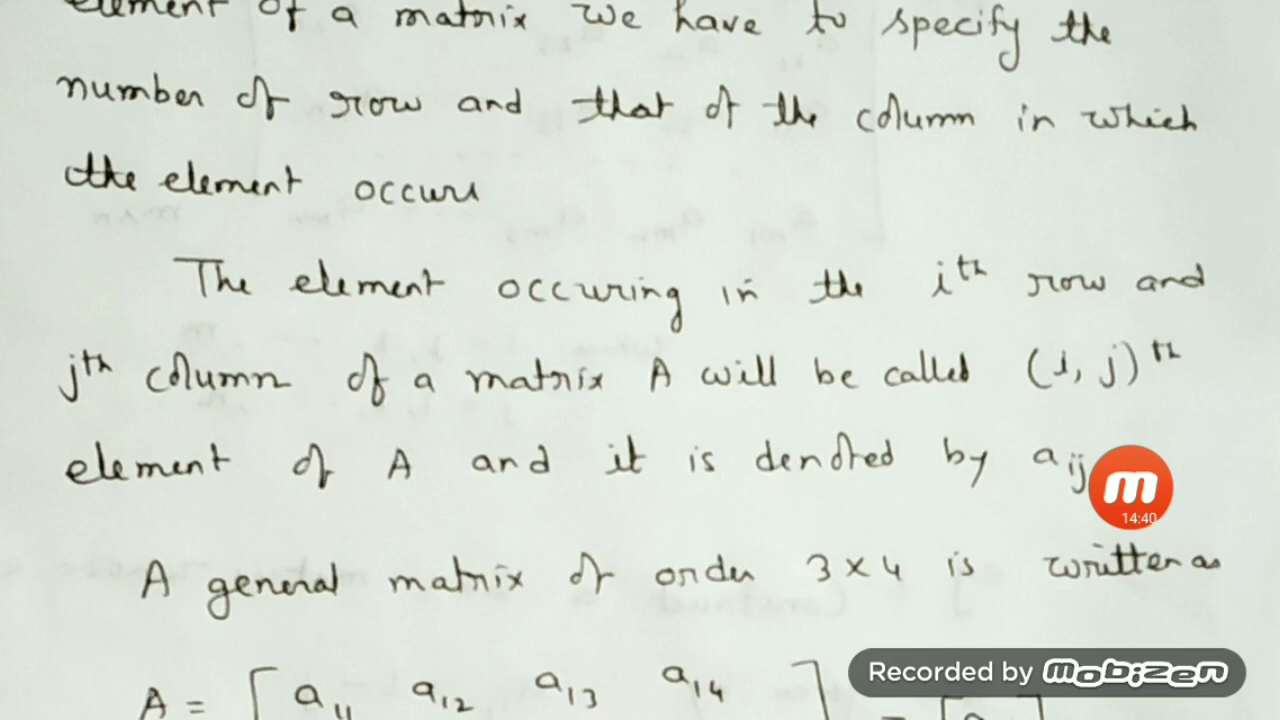 element of a matrix we have to specify the
number of row and that of the column in which
the element occurs
The element occuring in the ith row and
jth column of a matrix A will be called (i, j)th
element of A and it is denoted by aij
m
14:40
A general matrix of order 3×4 is written as
Recorded by mobizen
A = [ a11 a12 a13 a14 ] = [a ]